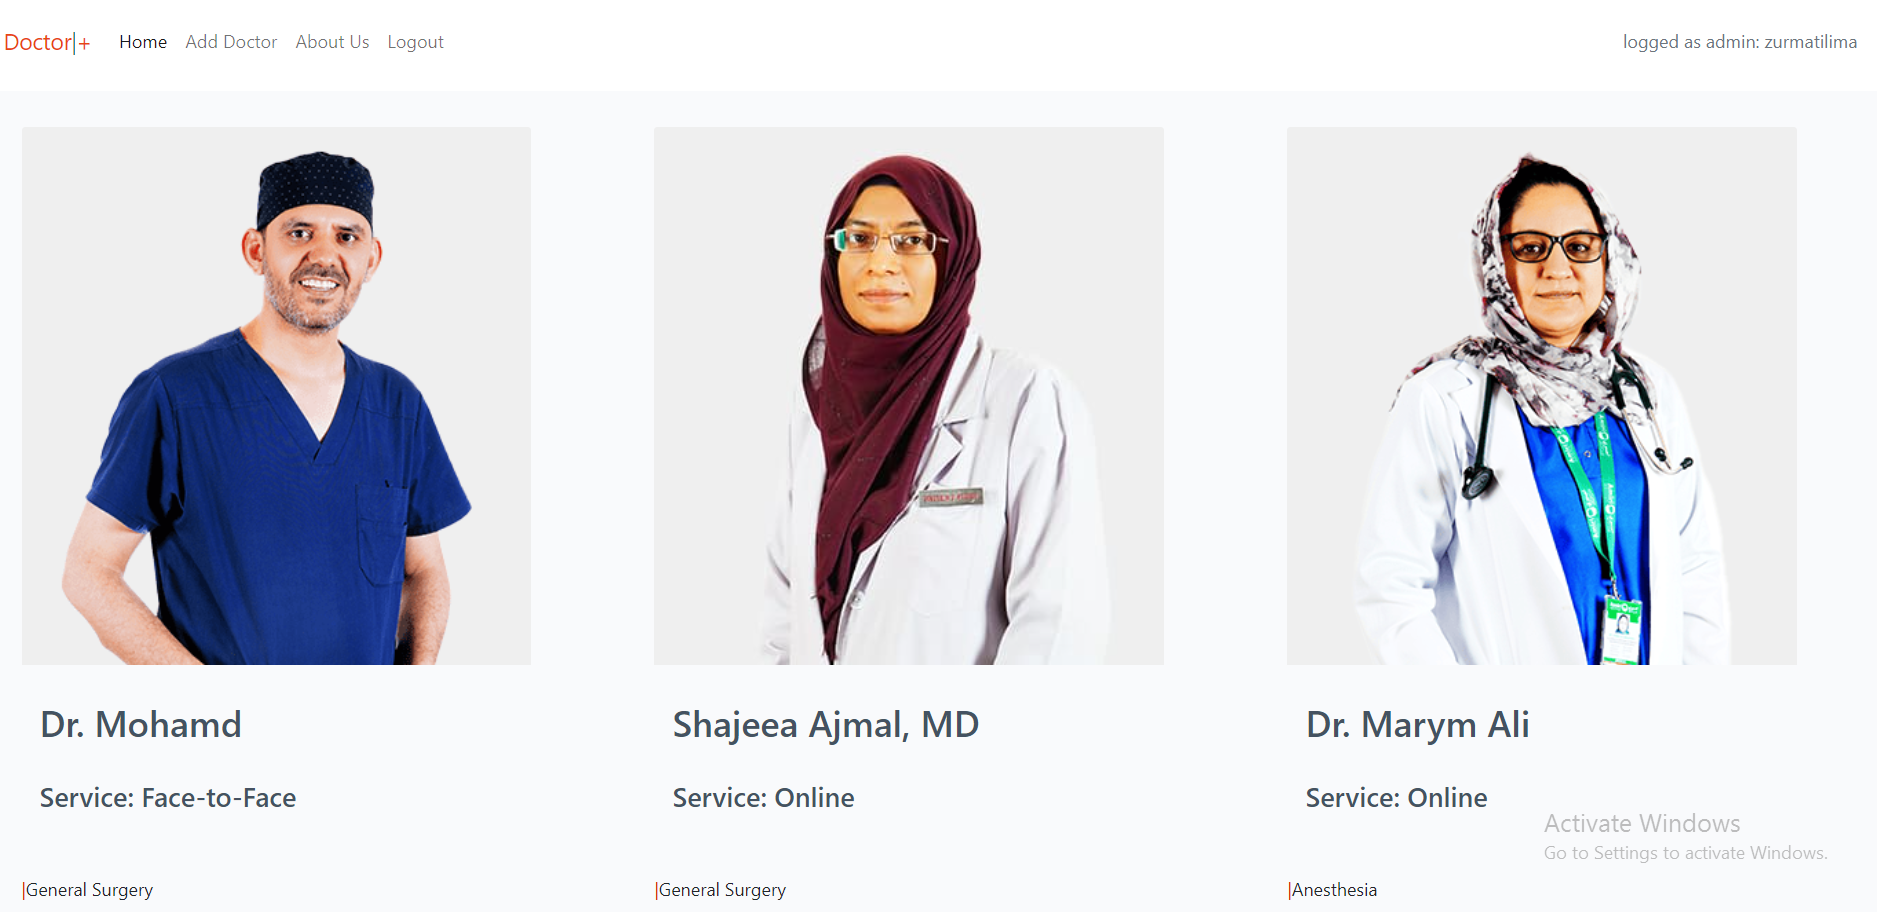 Doctor|+ Home Add Doctor About Us Logout logged as admin: zurmatilima
Dr. Mohamd
Service: Face-to-Face
|General Surgery
Shajeea Ajmal, MD
Service: Online
|General Surgery
Dr. Marym Ali
Service: Online
|Anesthesia
Activate Windows
Go to Settings to activate Windows.